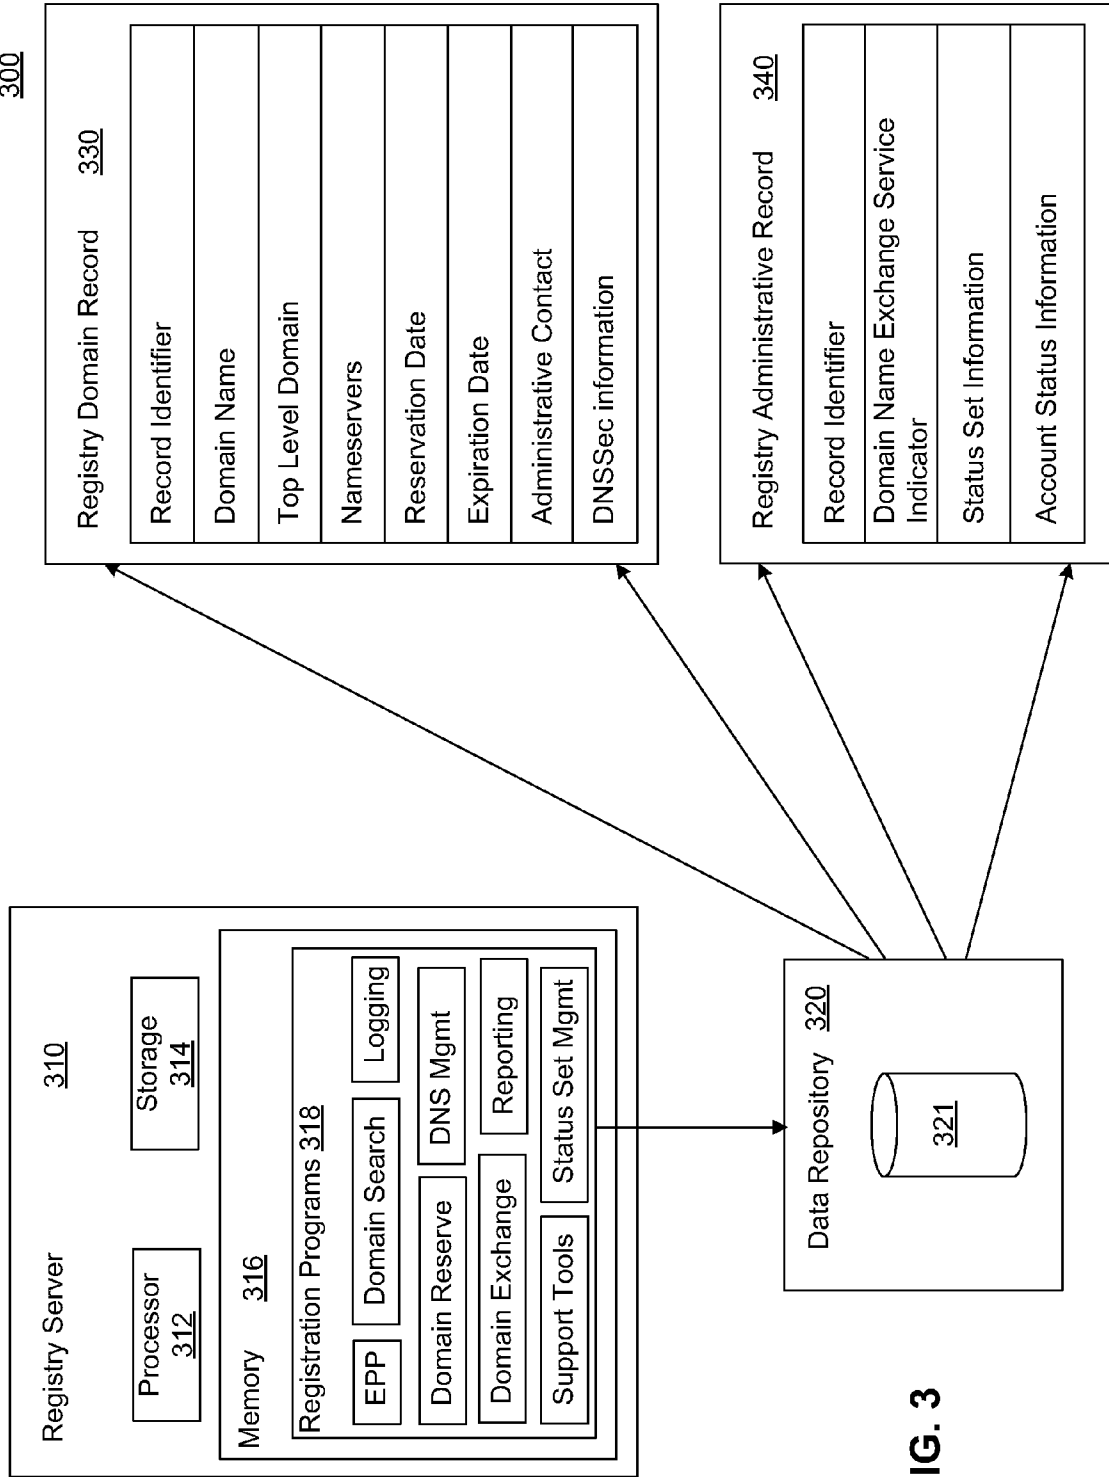 300
Registry Server 310
Processor
312
Storage
314
Memory 316
Registration Programs 318
EPP
Domain Search
Logging
Domain Reserve
DNS Mgmt
Domain Exchange
Reporting
Support Tools
Status Set Mgmt
Data Repository 320
321
Registry Domain Record 330
Record Identifier
Domain Name
Top Level Domain
Nameservers
Reservation Date
Expiration Date
Administrative Contact
DNSSec information
Registry Administrative Record 340
Record Identifier
Domain Name Exchange Service
Indicator
Status Set Information
Account Status Information
IG. 3